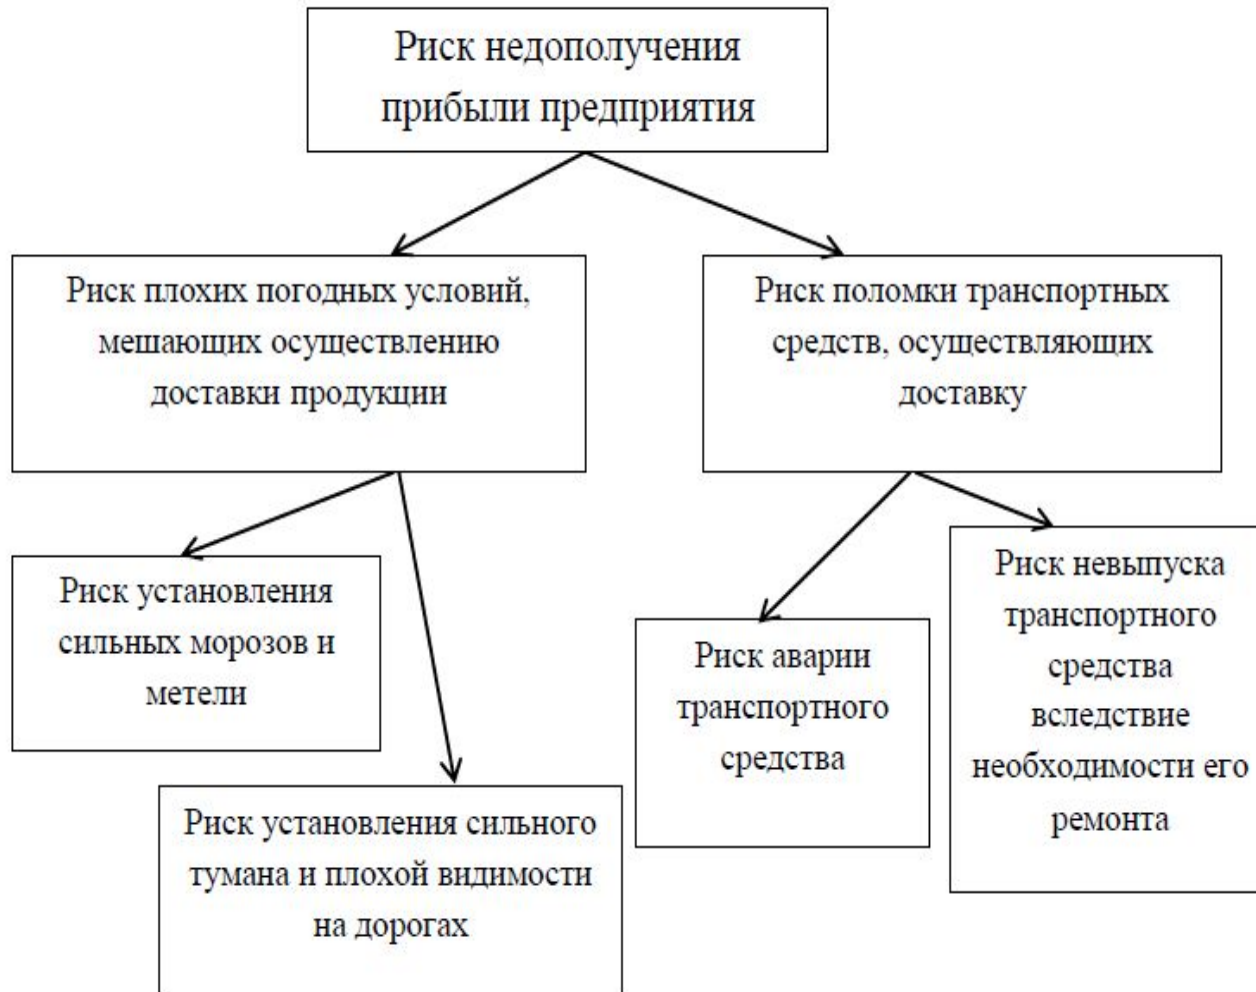 Риск недополучения
прибыли предприятия
Риск плохих погодных условий,
мешающих осуществлению
доставки продукции
Риск поломки транспортных
средств, осуществляющих
доставку
Риск установления
сильных морозов и
метели
Риск установления сильного
тумана и плохой видимости
на дорогах
Риск аварии
транспортного
средства
Риск невыпуска
транспортного
средства
вследствие
необходимости его
ремонта